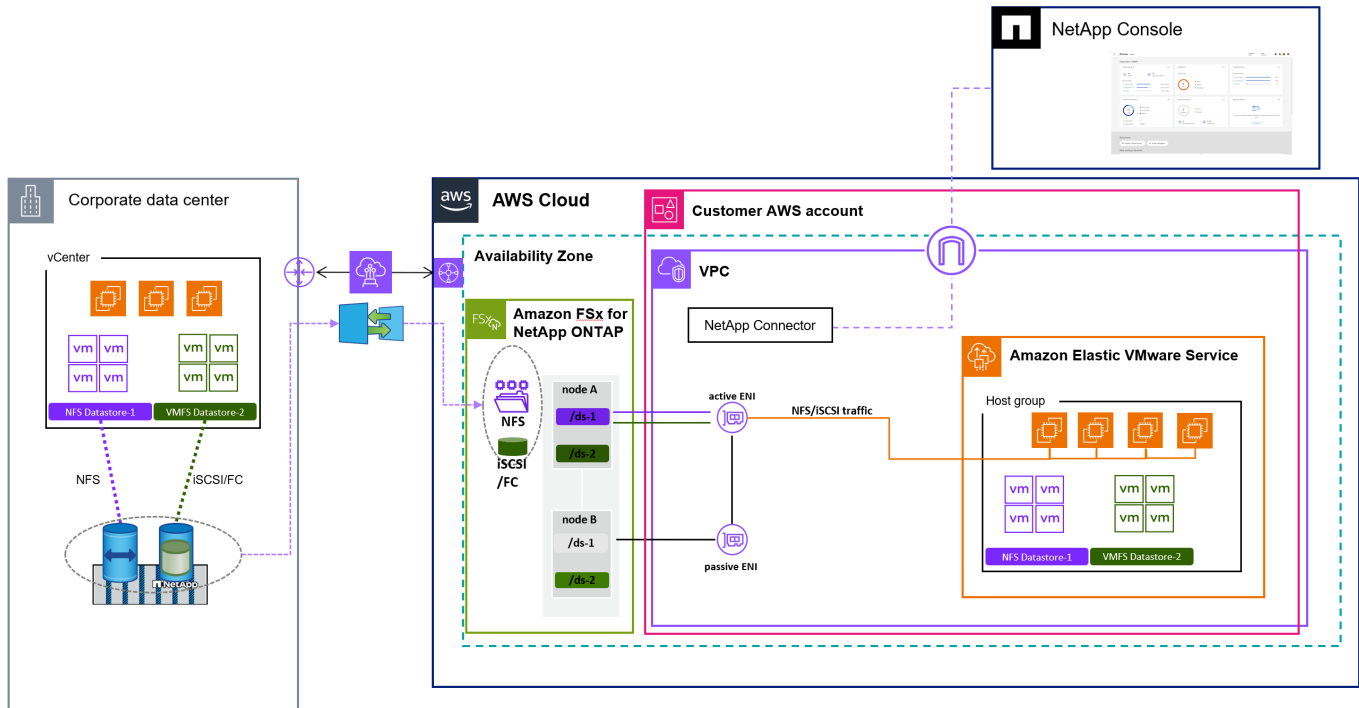 NetApp Console
Corporate data center
vCenter
vm vm
vm vm
vm vm
vm vm
NFS Datastore-1
VMFS Datastore-2
NFS
iSCSI/FC
NetApp
aws
AWS Cloud
Availability Zone
FSx
N
Amazon FSx for
NetApp ONTAP
NFS
iSCSI
/FC
node A
/ds-1
/ds-2
node B
/ds-1
/ds-2
Customer AWS account
VPC
NetApp Connector
active ENI
NFS/iSCSI traffic
passive ENI
Amazon Elastic VMware Service
Host group
vm vm
vm vm
vm vm
vm vm
NFS Datastore-1
VMFS Datastore-2